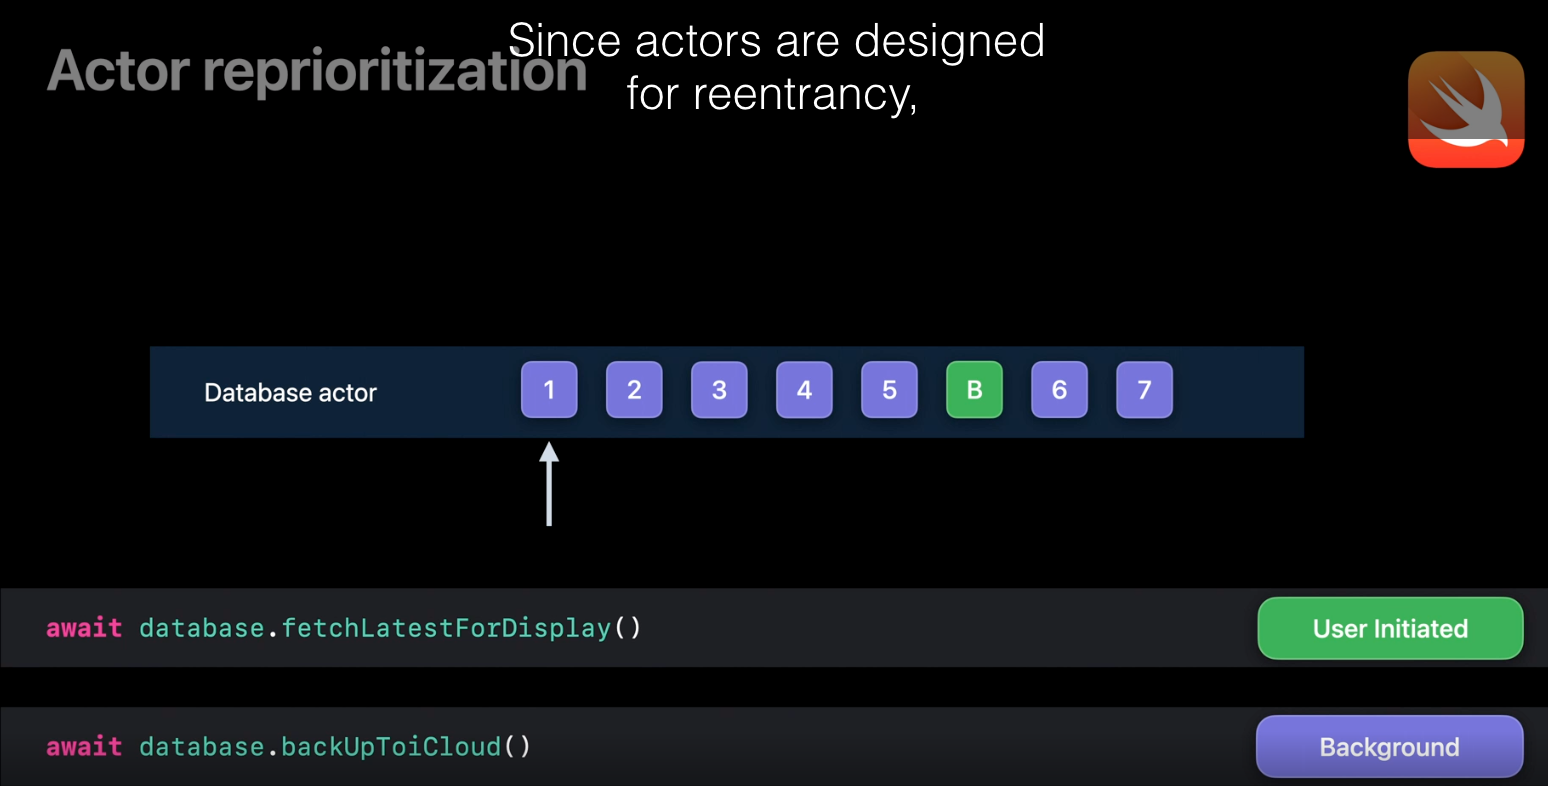 Since actors are designed
for reentrancy,
Actor reprioritization
Database actor 1 2 3 4 5 B 6 7
await database.fetchLatestForDisplay() User Initiated
await database.backUpToiCloud() Background